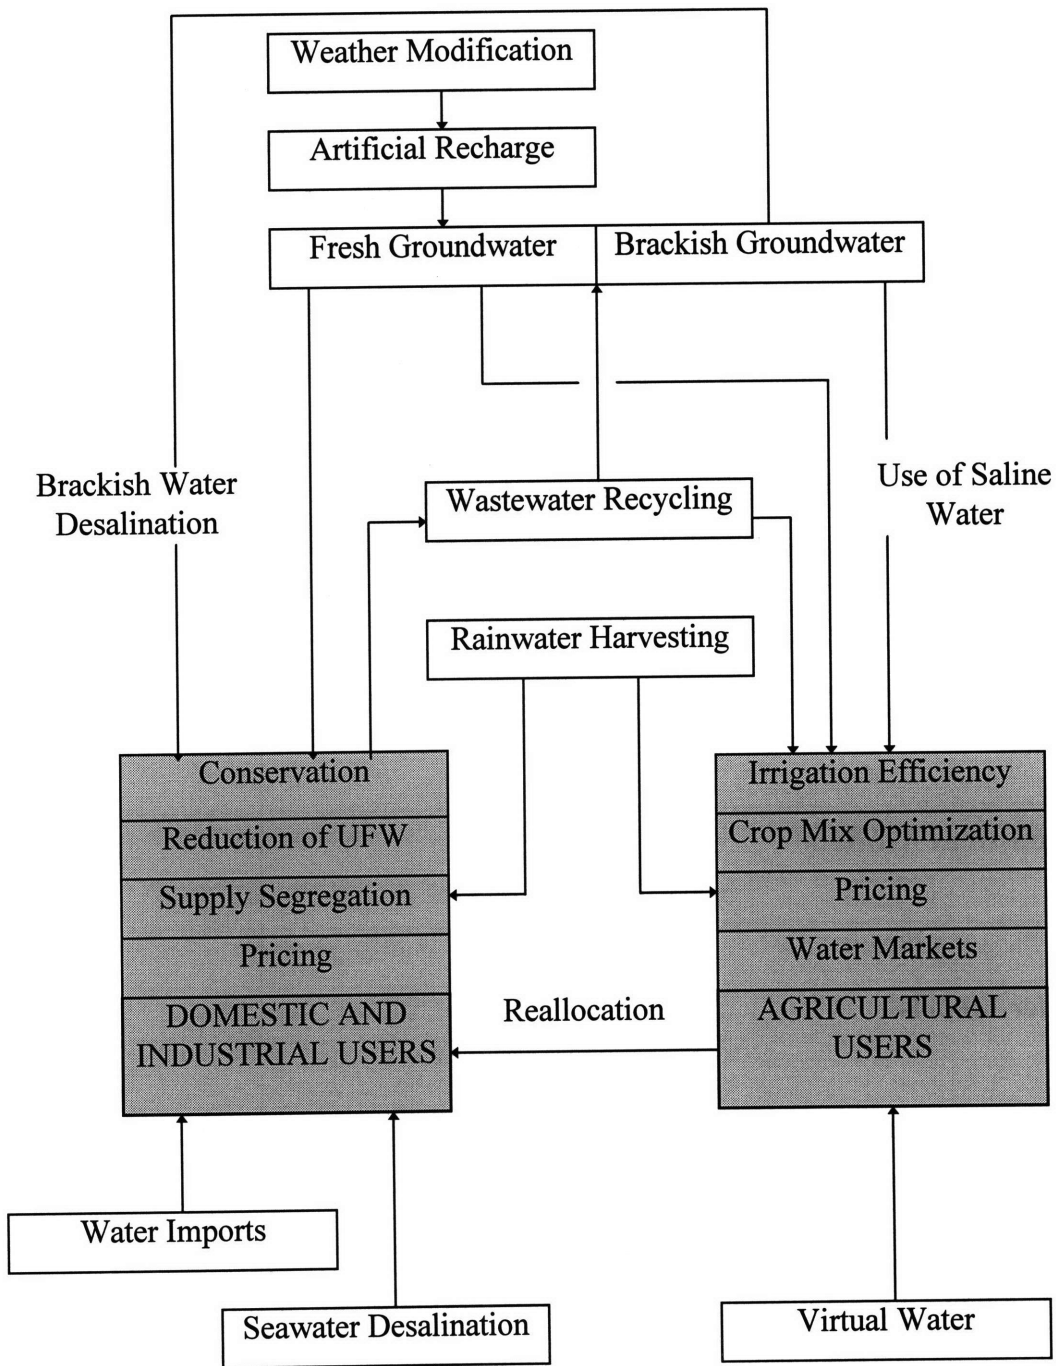 Weather Modification
Artificial Recharge
Fresh Groundwater
Brackish Groundwater
Brackish Water
Desalination
Use of Saline
Water
Wastewater Recycling
Rainwater Harvesting
Conservation
Reduction of UFW
Supply Segregation
Pricing
DOMESTIC AND
INDUSTRIAL USERS
Irrigation Efficiency
Crop Mix Optimization
Pricing
Water Markets
AGRICULTURAL
USERS
Reallocation
Water Imports
Seawater Desalination
Virtual Water